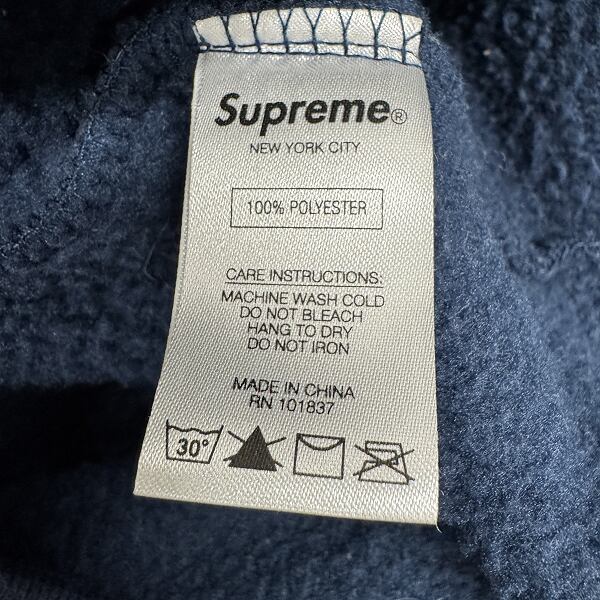 Supreme®
NEW YORK CITY
100% POLYESTER
CARE INSTRUCTIONS:
MACHINE WASH COLD
DO NOT BLEACH
HANG TO DRY
DO NOT IRON
MADE IN CHINA
RN 101837
30°